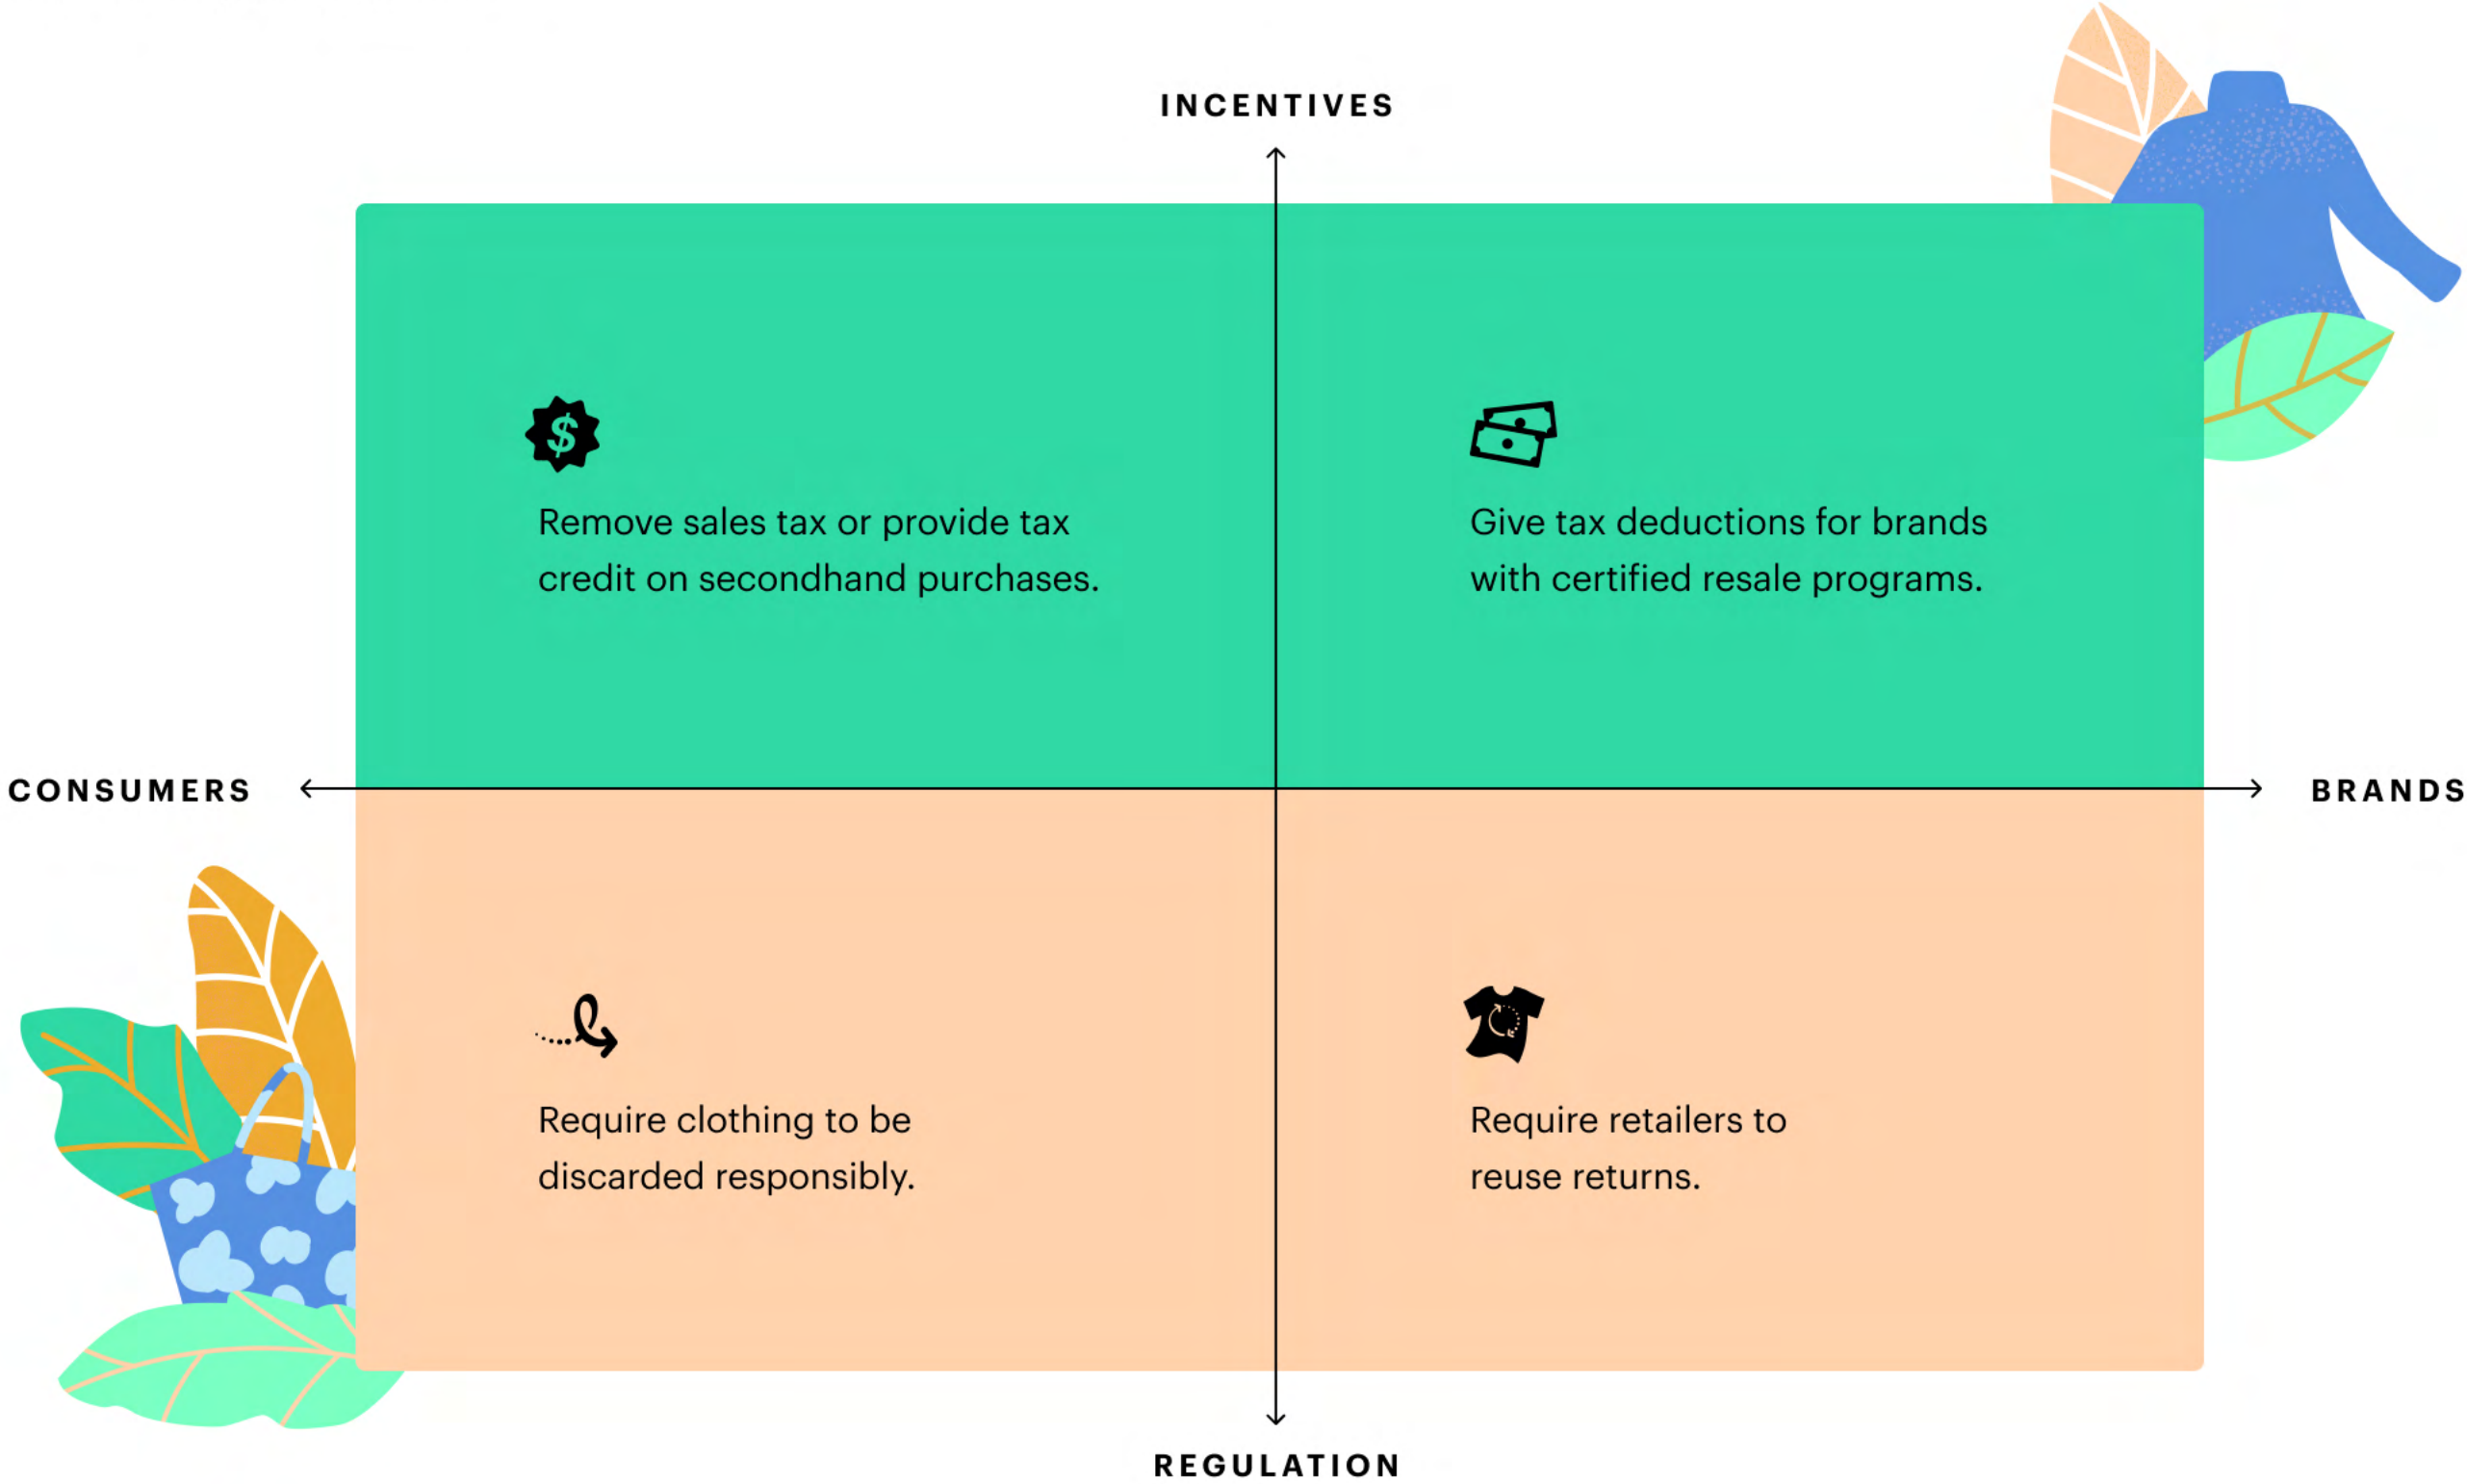 INCENTIVES
Remove sales tax or provide tax
credit on secondhand purchases.
Give tax deductions for brands
with certified resale programs.
CONSUMERS
BRANDS
Require clothing to be
discarded responsibly.
Require retailers to
reuse returns.
REGULATION